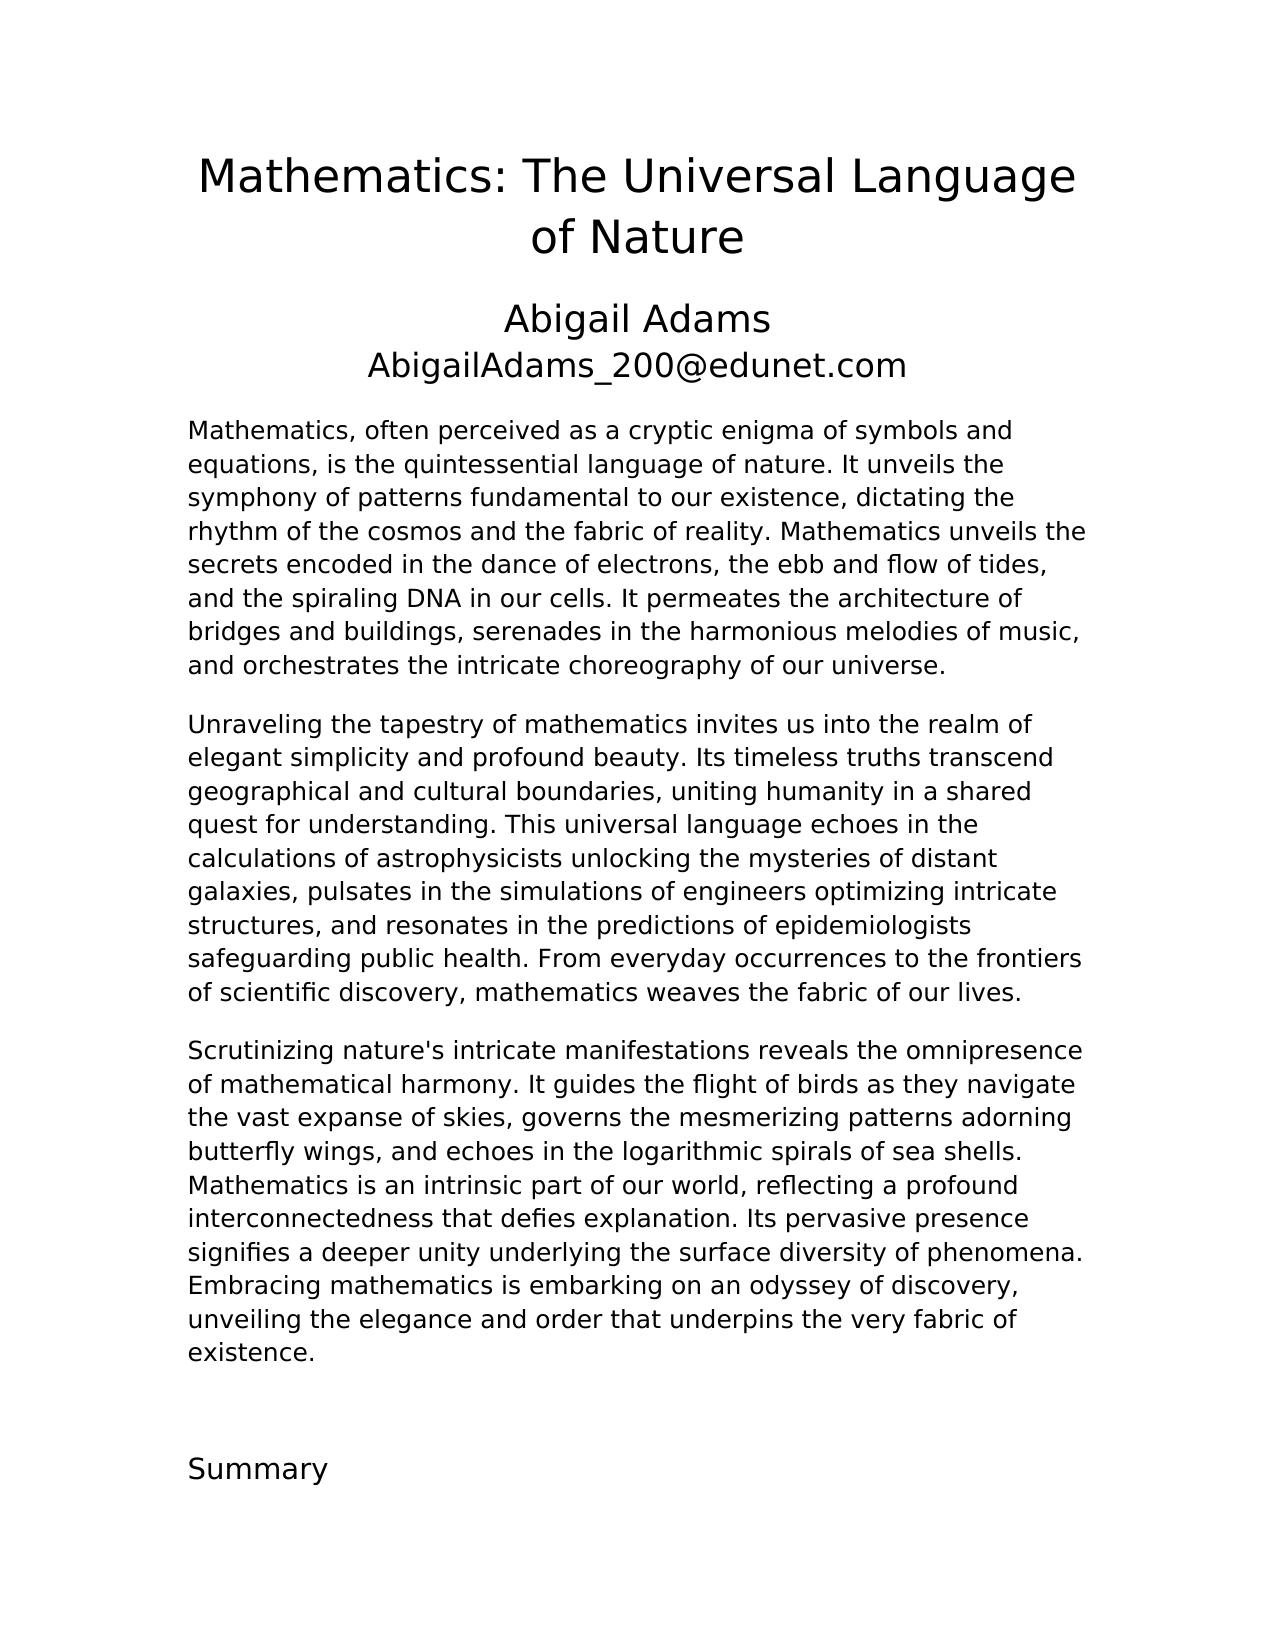 Mathematics: The Universal Language
of Nature
Abigail Adams
AbigailAdams_200@edunet.com
Mathematics, often perceived as a cryptic enigma of symbols and
equations, is the quintessential language of nature. It unveils the
symphony of patterns fundamental to our existence, dictating the
rhythm of the cosmos and the fabric of reality. Mathematics unveils the
secrets encoded in the dance of electrons, the ebb and flow of tides,
and the spiraling DNA in our cells. It permeates the architecture of
bridges and buildings, serenades in the harmonious melodies of music,
and orchestrates the intricate choreography of our universe.
Unraveling the tapestry of mathematics invites us into the realm of
elegant simplicity and profound beauty. Its timeless truths transcend
geographical and cultural boundaries, uniting humanity in a shared
quest for understanding. This universal language echoes in the
calculations of astrophysicists unlocking the mysteries of distant
galaxies, pulsates in the simulations of engineers optimizing intricate
structures, and resonates in the predictions of epidemiologists
safeguarding public health. From everyday occurrences to the frontiers
of scientific discovery, mathematics weaves the fabric of our lives.
Scrutinizing nature's intricate manifestations reveals the omnipresence
of mathematical harmony. It guides the flight of birds as they navigate
the vast expanse of skies, governs the mesmerizing patterns adorning
butterfly wings, and echoes in the logarithmic spirals of sea shells.
Mathematics is an intrinsic part of our world, reflecting a profound
interconnectedness that defies explanation. Its pervasive presence
signifies a deeper unity underlying the surface diversity of phenomena.
Embracing mathematics is embarking on an odyssey of discovery,
unveiling the elegance and order that underpins the very fabric of
existence.
Summary